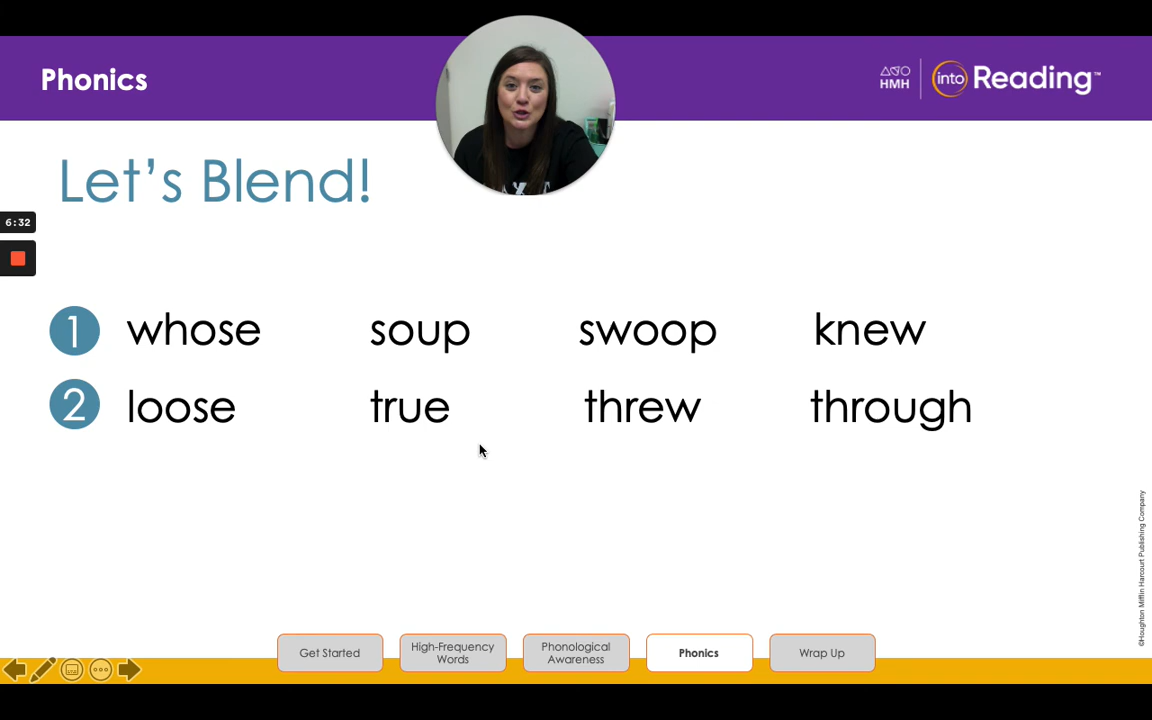 Phonics
HMH
into Reading™
Let's Blend!
6:32
1 whose soup swoop knew
2 loose true threw through
©Houghton Mifflin Harcourt Publishing Company
Get Started
High-Frequency
Words
Phonological
Awareness
Phonics
Wrap Up